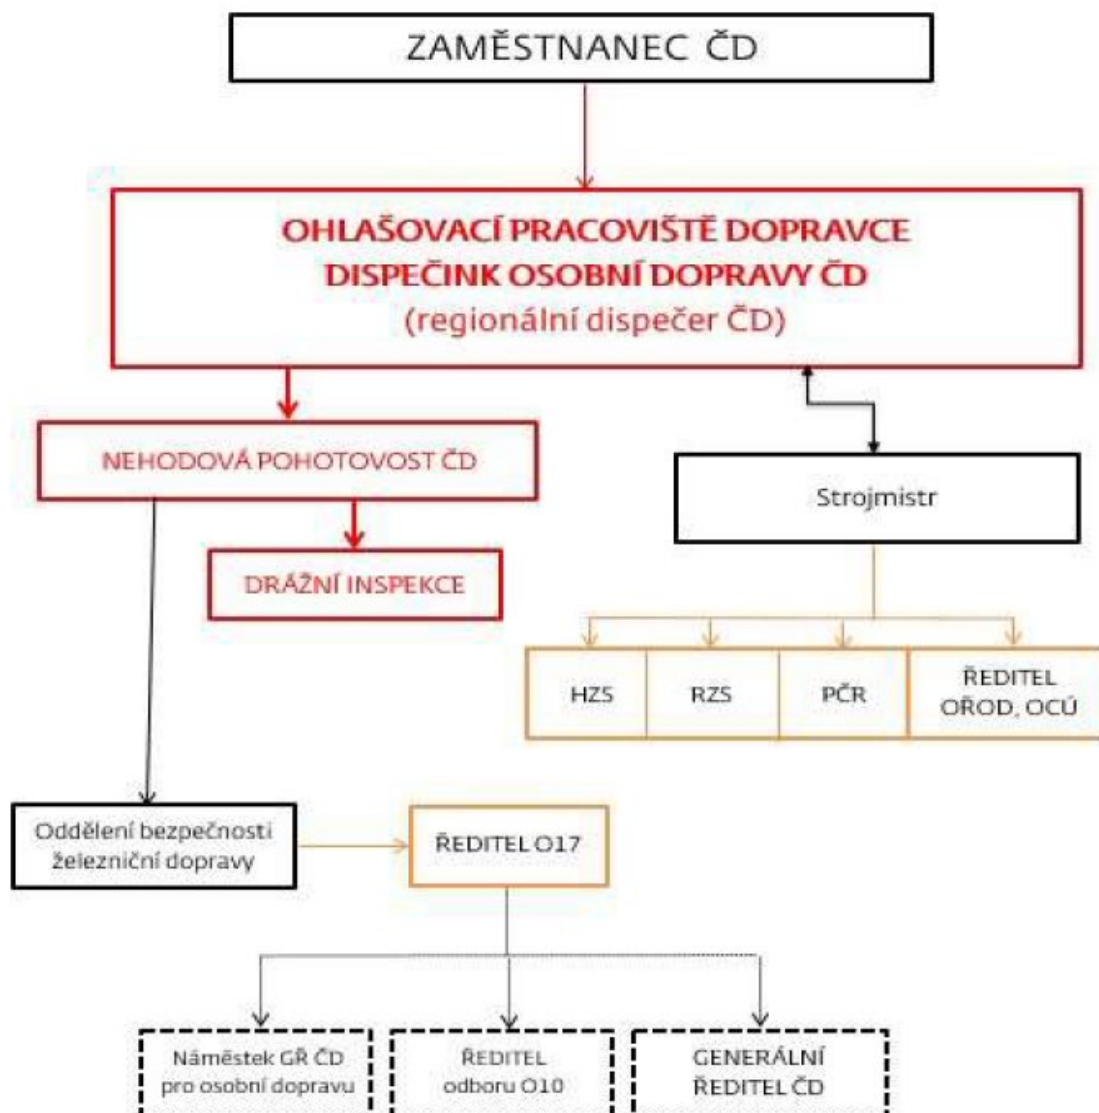 ZAMĚSTNANEC ČD
OHLAŠOVACÍ PRACOVIŠTĚ DOPRAVCE
DISPEČINK OSOBNÍ DOPRAVY ČD
(regionální dispečer ČD)
NEHODOVÁ POHOTOVOST ČD
Strojmistr
DRÁŽNÍ INSPEKCE
HZS
RZS
PČR
ŘEDITEL
OŘOD, OCÚ
Oddělení bezpečnosti
železniční dopravy
ŘEDITEL O17
Náměstek GŘ ČD
pro osobní dopravu
ŘEDITEL
odboru O10
GENERÁLNÍ
ŘEDITEL ČD